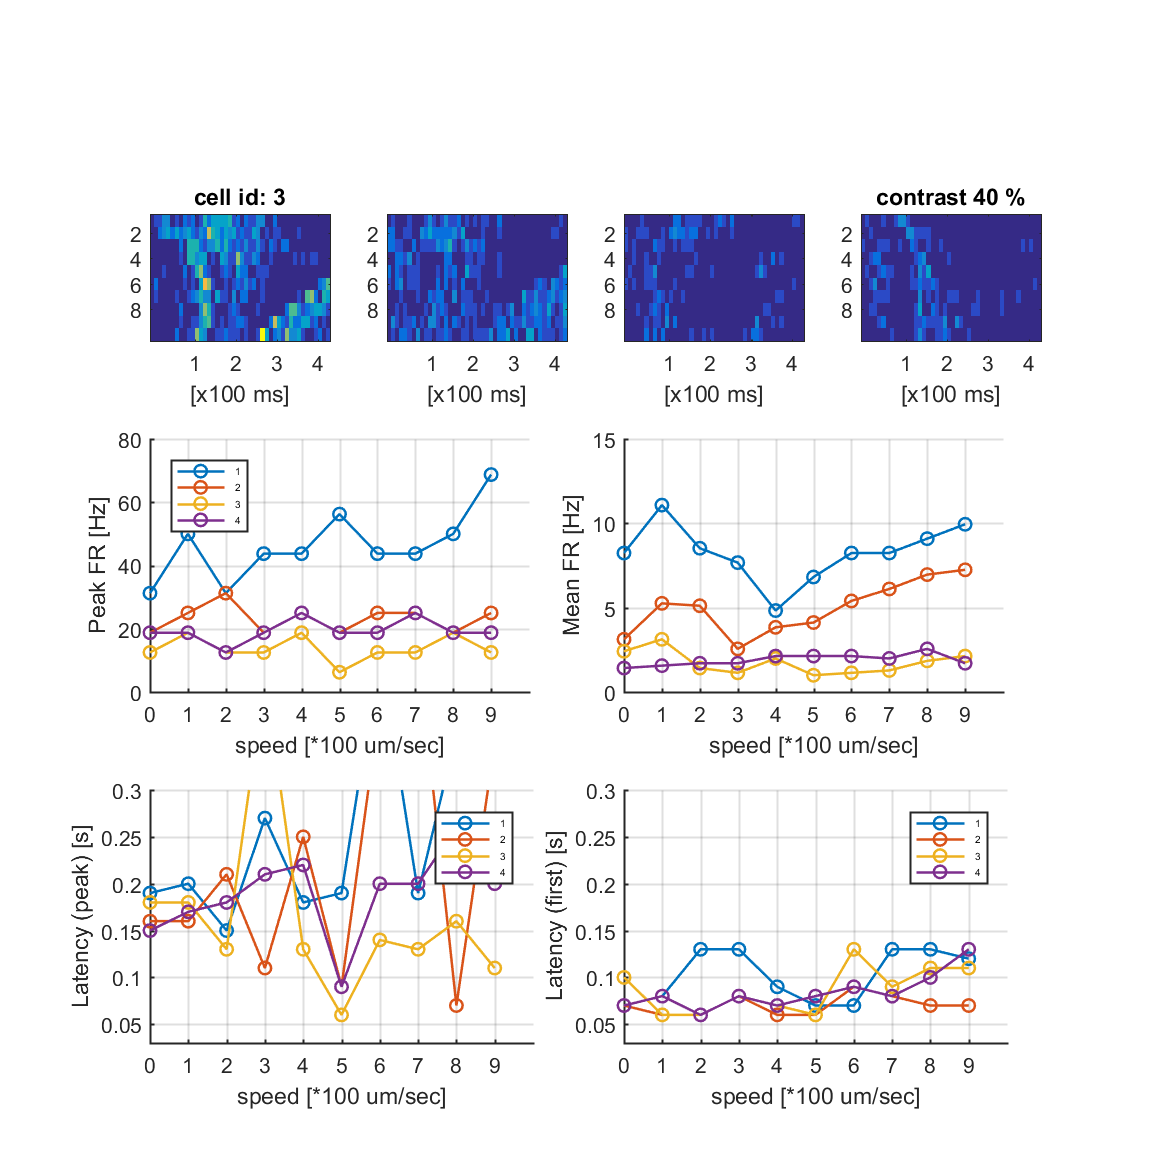 cell id: 3
contrast 40 %
2
4
6
8
2
4
6
8
2
4
6
8
2
4
6
8
1 2 3 4
1 2 3 4
1 2 3 4
1 2 3 4
[x100 ms]
[x100 ms]
[x100 ms]
[x100 ms]
Peak FR [Hz]
80
60
40
20
0
1
2
3
4
0 1 2 3 4 5 6 7 8 9
speed [*100 um/sec]
Mean FR [Hz]
15
10
5
0
0 1 2 3 4 5 6 7 8 9
speed [*100 um/sec]
Latency (peak) [s]
0.3
0.25
0.2
0.15
0.1
0.05
1
2
3
4
0 1 2 3 4 5 6 7 8 9
speed [*100 um/sec]
Latency (first) [s]
0.3
0.25
0.2
0.15
0.1
0.05
1
2
3
4
0 1 2 3 4 5 6 7 8 9
speed [*100 um/sec]